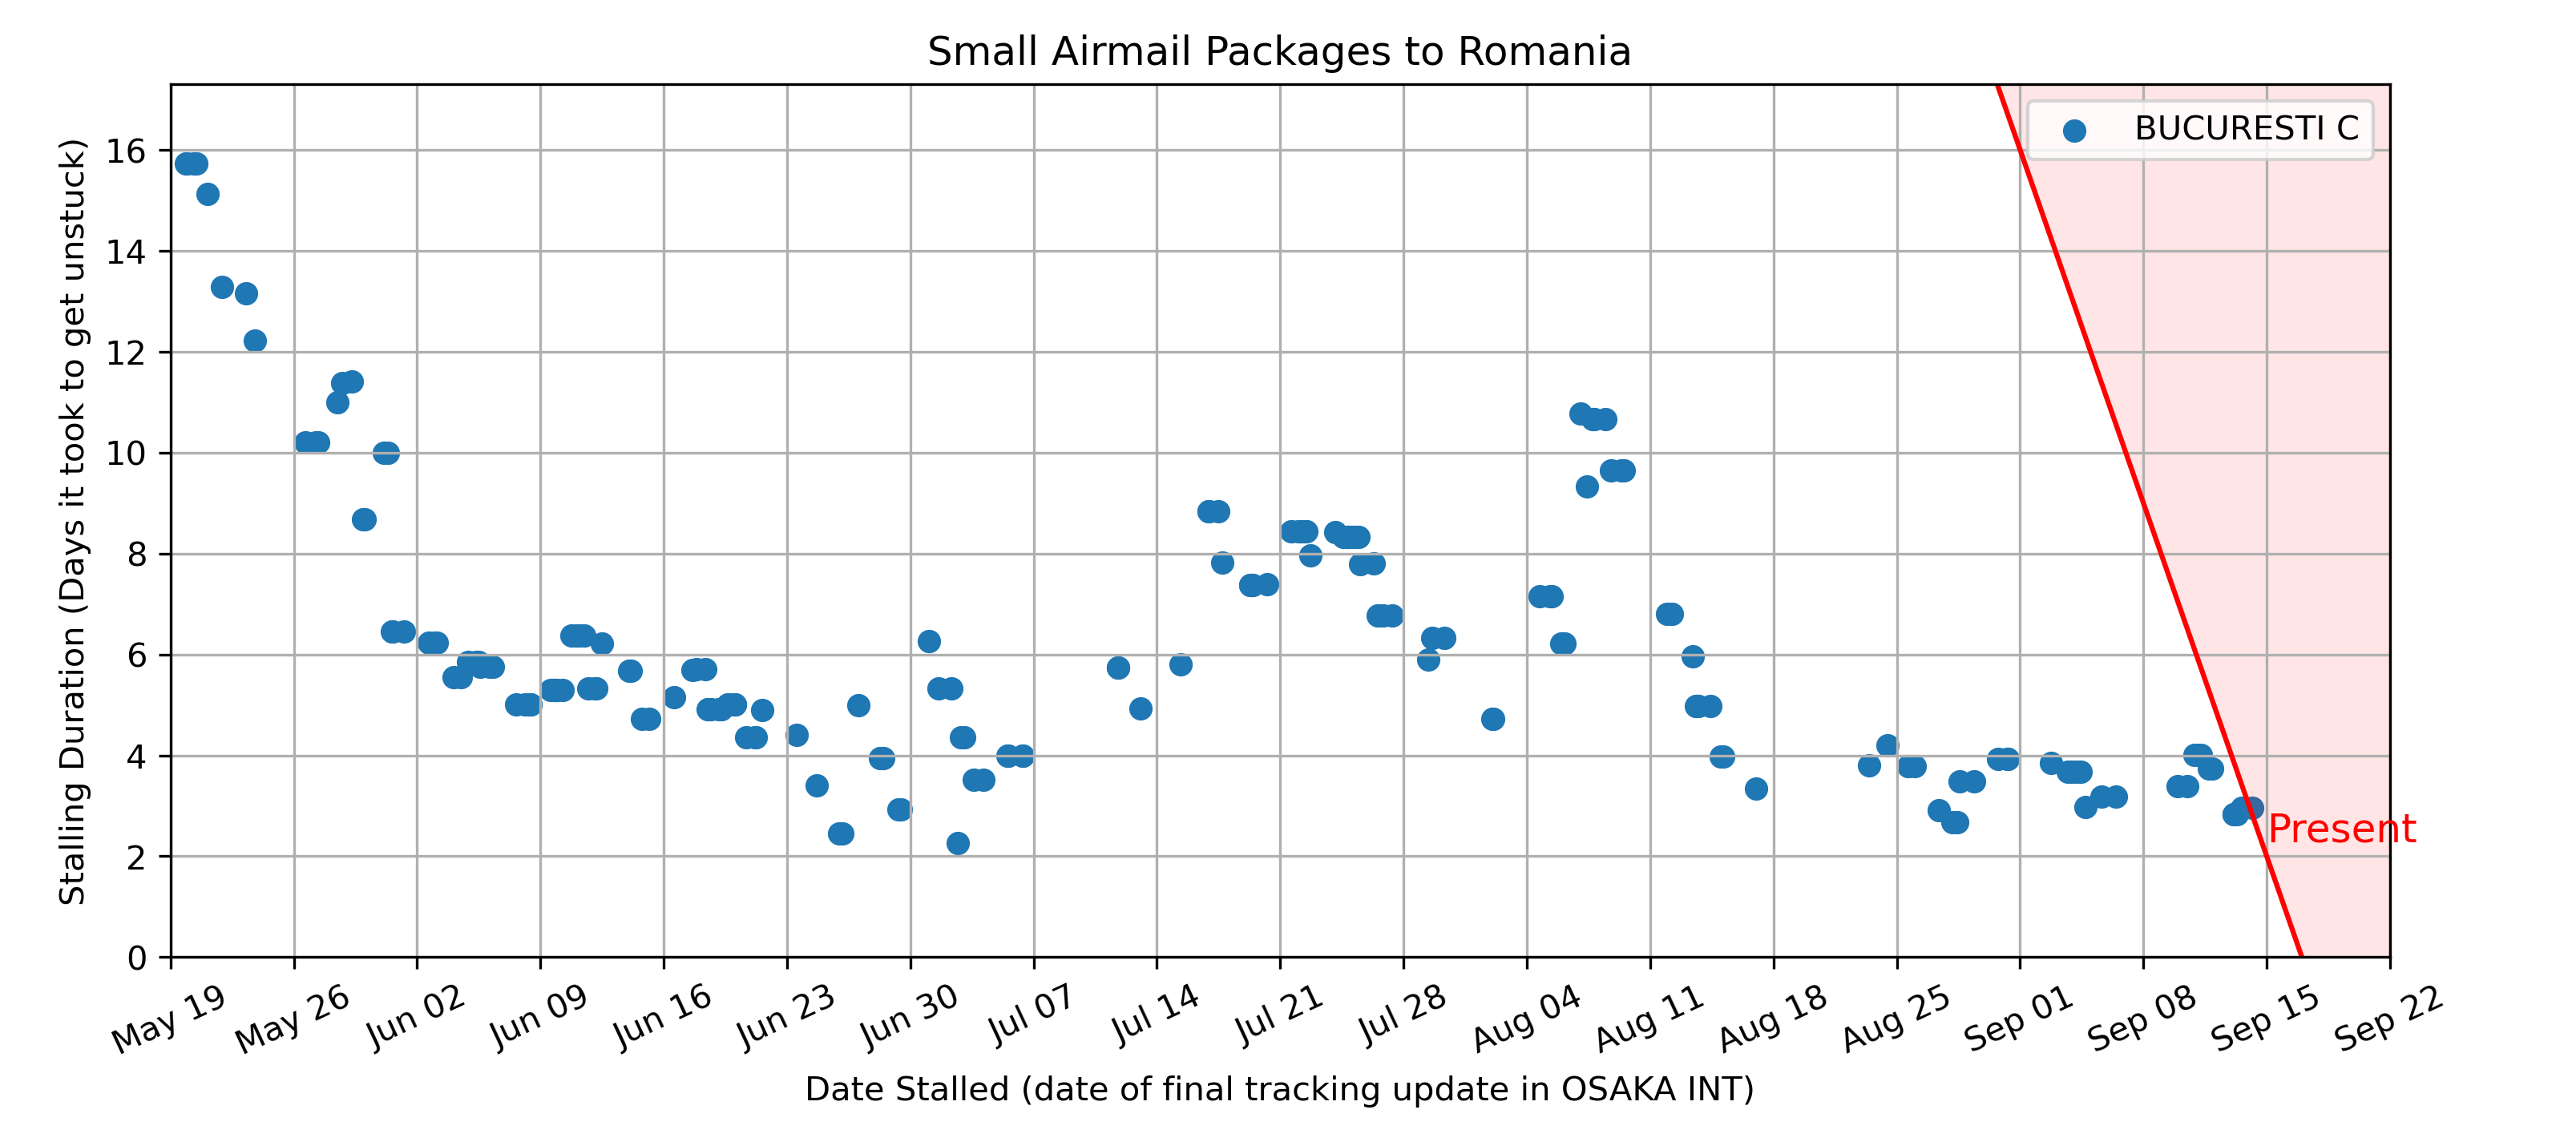 Small Airmail Packages to Romania
BUCURESTI C
Stalling Duration (Days it took to get unstuck)
16
14
12
10
8
6
4
2
0
Present
May 19
May 26
Jun 02
Jun 09
Jun 16
Jun 23
Jun 30
Jul 07
Jul 14
Jul 21
Jul 28
Aug 04
Aug 11
Aug 18
Aug 25
Sep 01
Sep 08
Sep 15
Sep 22
Date Stalled (date of final tracking update in OSAKA INT)